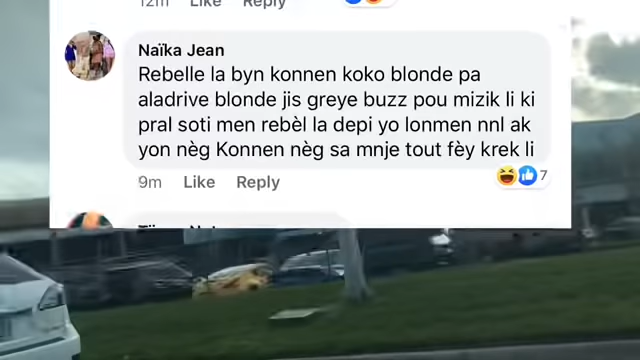 12m Like Reply
Naïka Jean
Rebelle la byn konnen koko blonde pa
aladrive blonde jis greye buzz pou mizik li ki
pral soti men rebèl la depi yo lonmen nnl ak
yon nèg Konnen nèg sa mnje tout fèy krek li
9m Like Reply 7